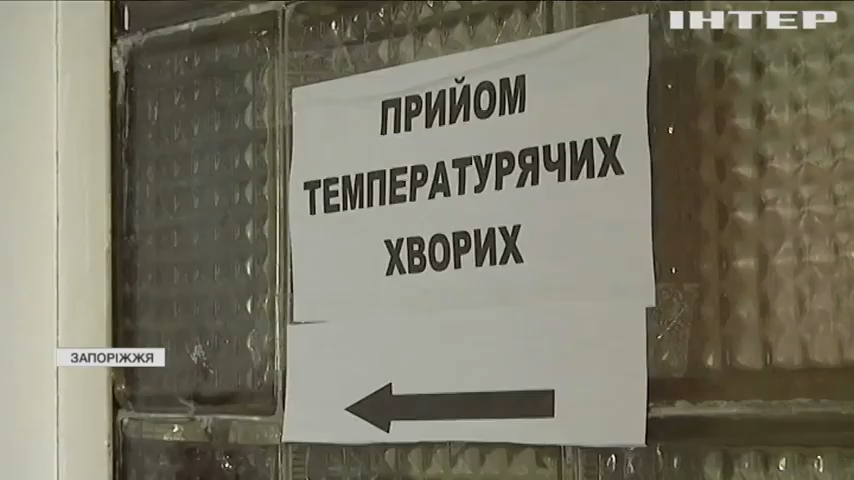 ІНТЕР
ПРИЙОМ
ТЕМПЕРАТУРЯЧИХ
ХВОРИХ
ЗАПОРІЖЖЯ